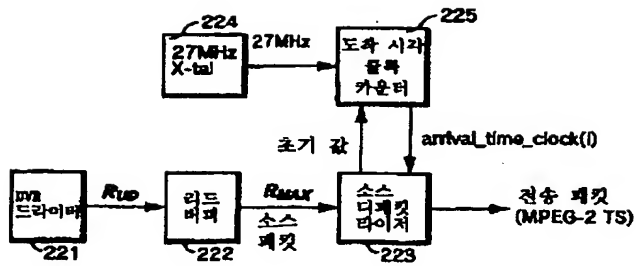 224
225
27MHz
X-tal
27MHz
도착 시각
클록
카운터
초기 값
arrival_time_clock(i)
DVR
드라이버
RUD
리드
버퍼
RMAX
소스
패킷
소스
디패킷
타이저
전송 패킷
(MPEG-2 TS)
221
222
223